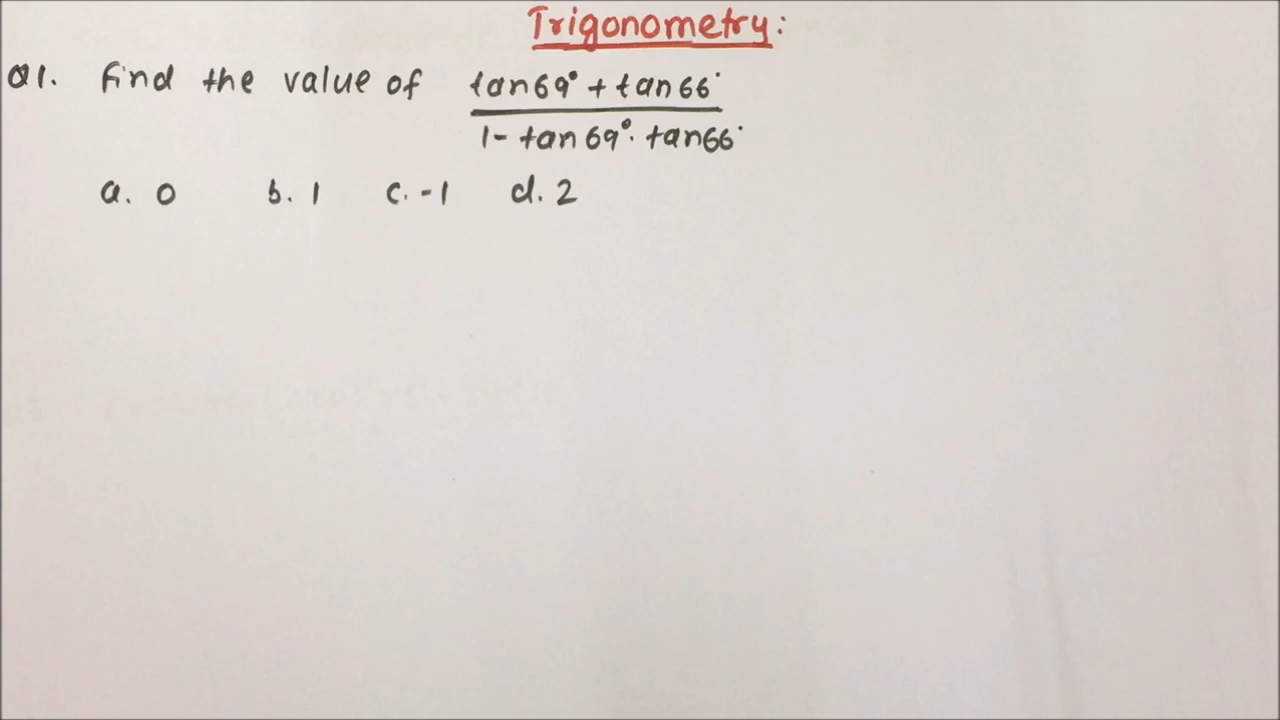 Trigonometry:
Q1. Find the value of tan69° + tan66°
1 - tan69°. tan66°
a. 0 b. 1 c. -1 d. 2